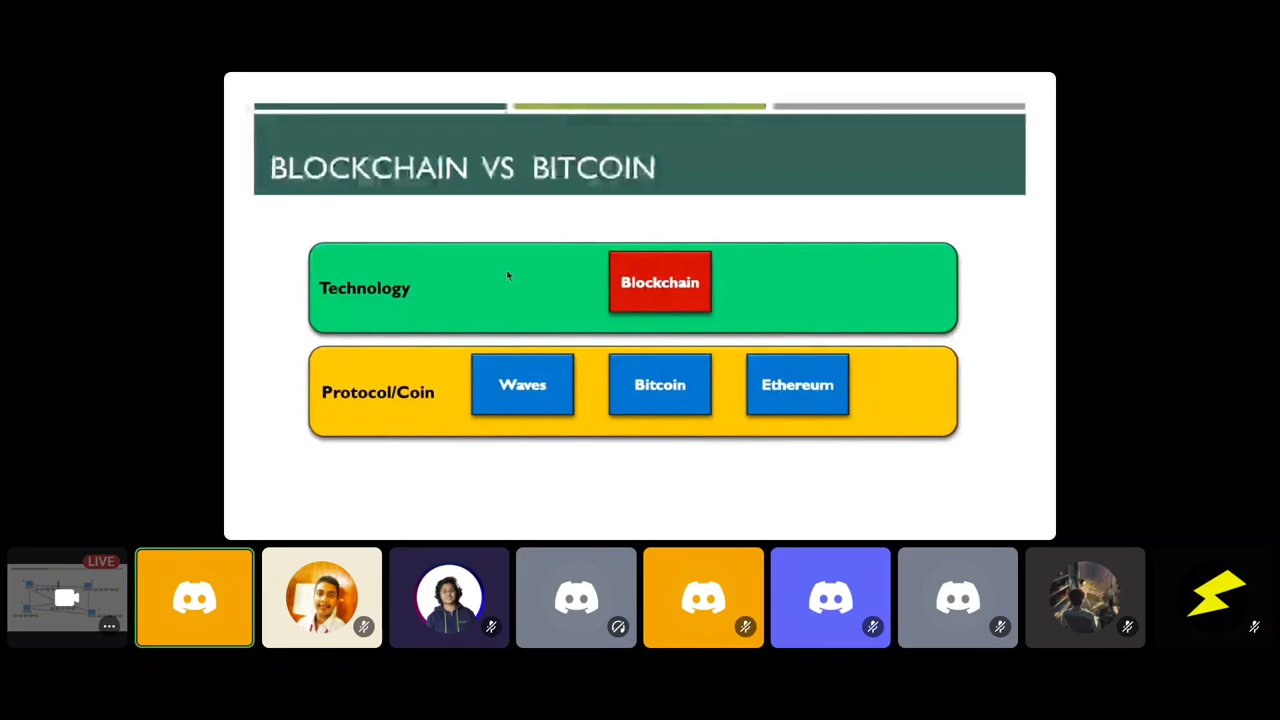 BLOCKCHAIN VS BITCOIN
Technology
Blockchain
Protocol/Coin
Waves
Bitcoin
Ethereum
LIVE